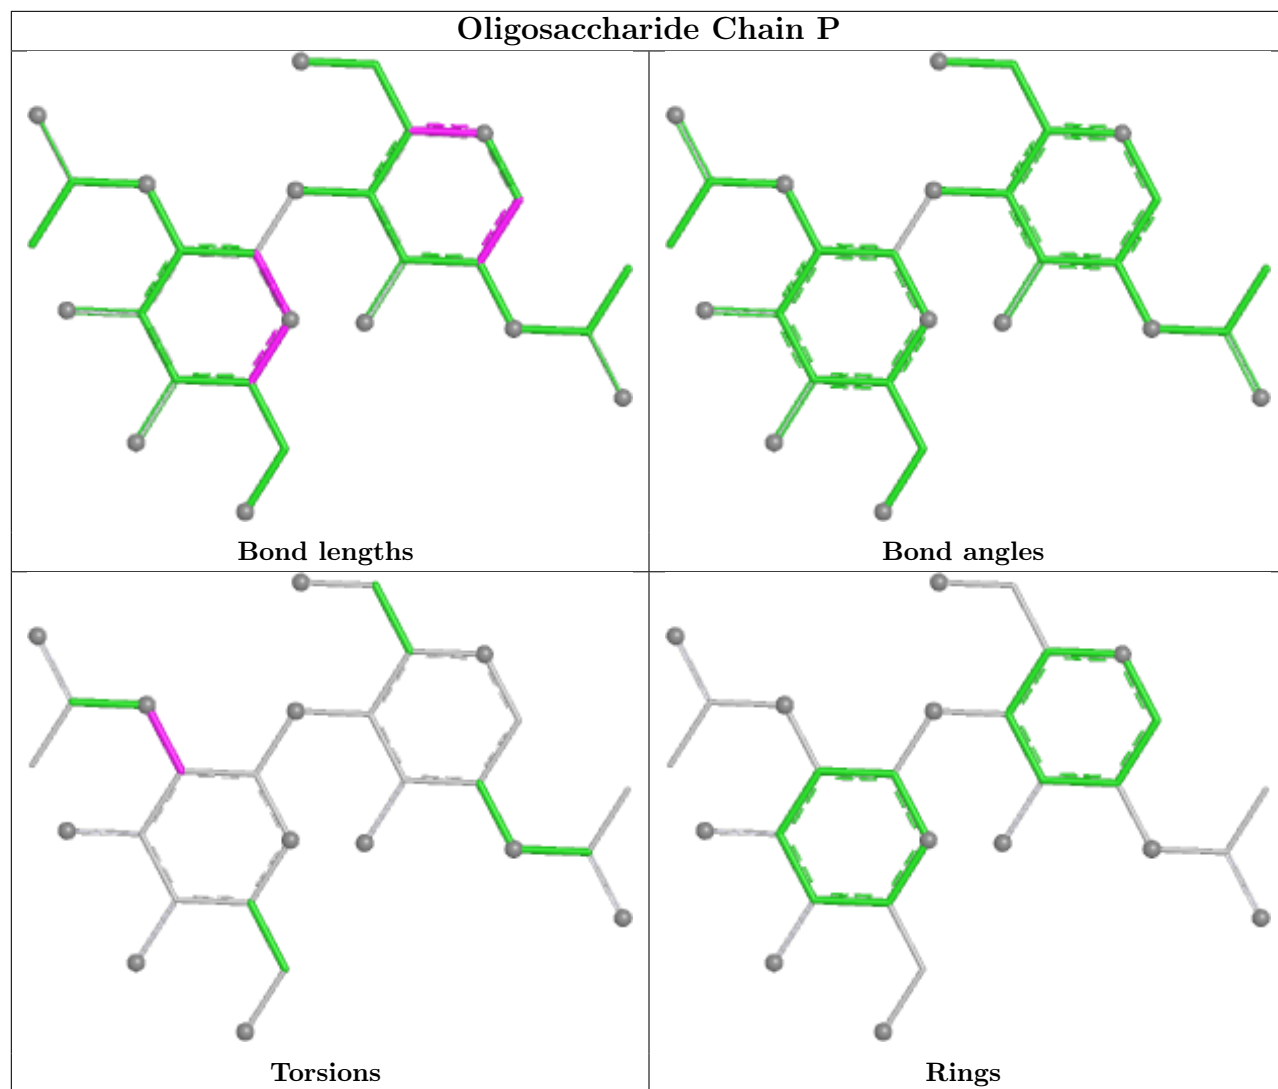 Oligosaccharide Chain P
Bond lengths
Bond angles
Torsions
Rings